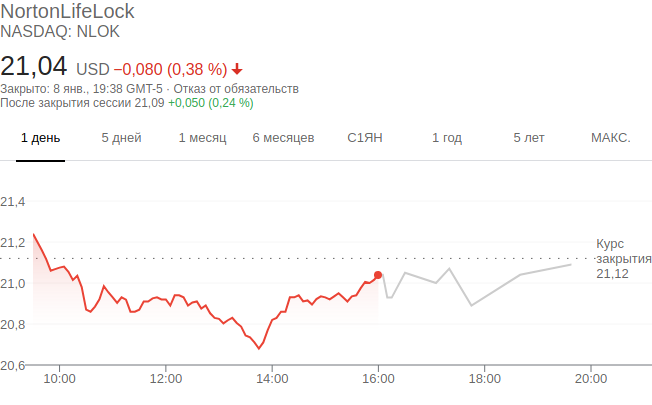 NortonLifeLock
NASDAQ: NLOK
21,04 USD −0,080 (0,38 %)
Закрыто: 8 янв., 19:38 GMT-5 · Отказ от обязательств
После закрытия сессии 21,09 +0,050 (0,24 %)
1 день 5 дней 1 месяц 6 месяцев С1ЯН 1 год 5 лет МАКС.
21,4
21,2
21,0
20,8
20,6
Курс
закрытия
21,12
10:00 12:00 14:00 16:00 18:00 20:00